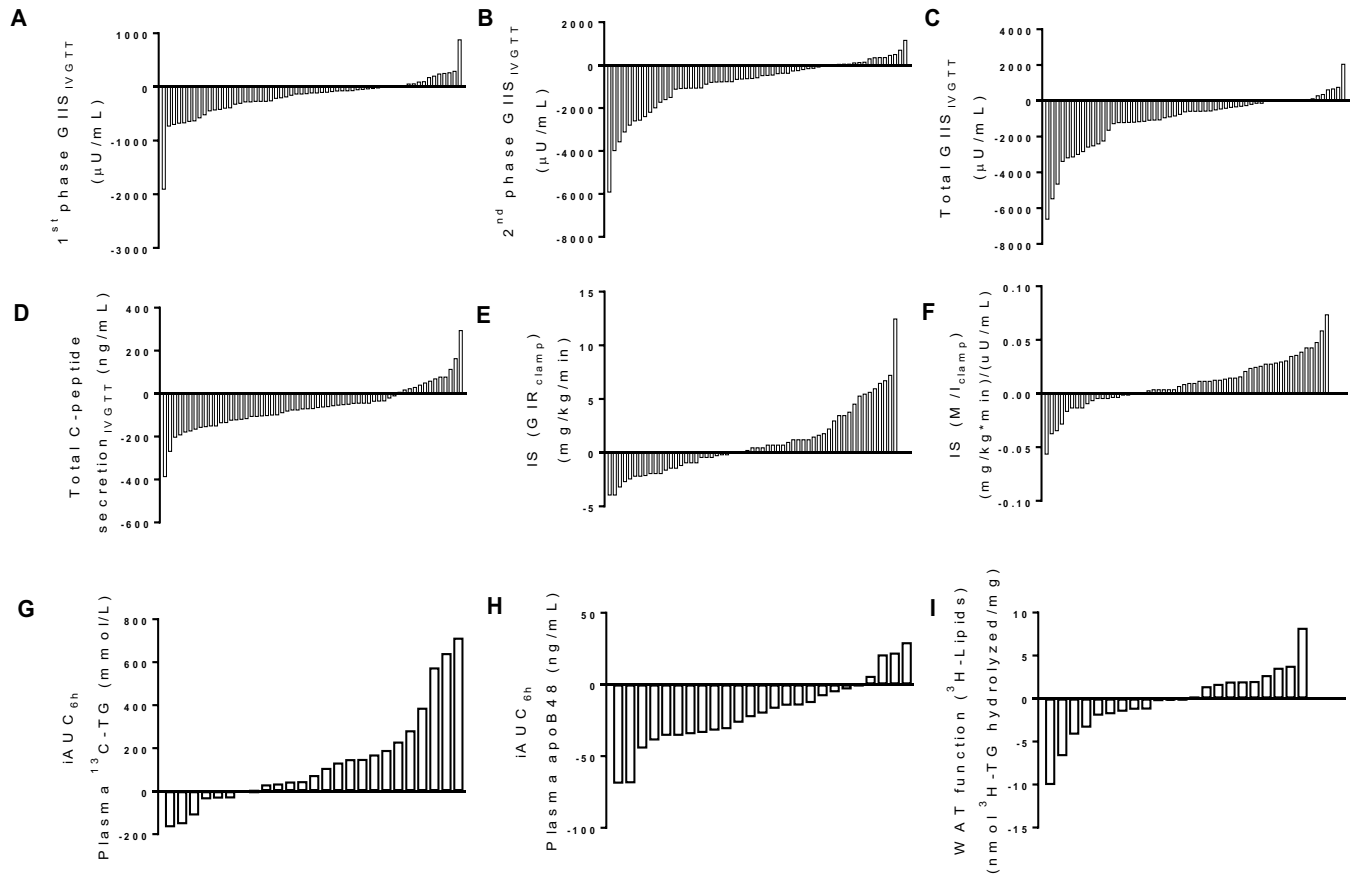 A
1st phase GIIS IVGTT
(µU/mL)
1000
0
-1000
-2000
-3000
B
2nd phase GIIS IVGTT
(µU/mL)
2000
0
-2000
-4000
-6000
-8000
C
Total GIIS IVGTT
(µU/mL)
4000
2000
0
-2000
-4000
-6000
-8000
D
Total C-peptide
secretion IVGTT (ng/mL)
400
200
0
-200
-400
-600
E
IS (GIR clamp)
(mg/kg/min)
15
10
5
0
-5
F
IS (M/I clamp)
(mg/kg*min)/(uU/mL)
0.10
0.05
0.00
-0.05
-0.10
G
iAUC6h
Plasma 13C-TG (mmol/L)
800
600
400
200
0
-200
H
iAUC6h
Plasma apoB48 (ng/mL)
50
0
-50
-100
I
WAT function (3H-Lipids)
(nmol 3H-TG hydrolyzed/mg)
10
5
0
-5
-10
-15